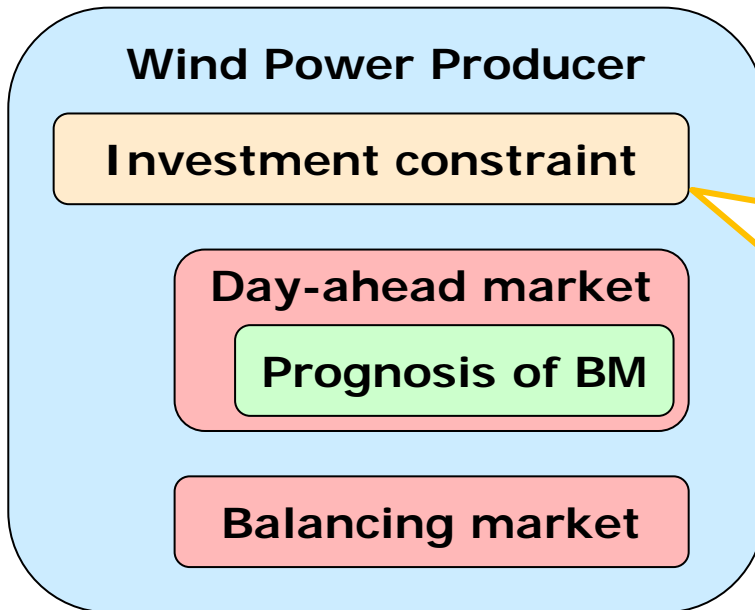 Wind Power Producer
Investment constraint
Day-ahead market
Prognosis of BM
Balancing market